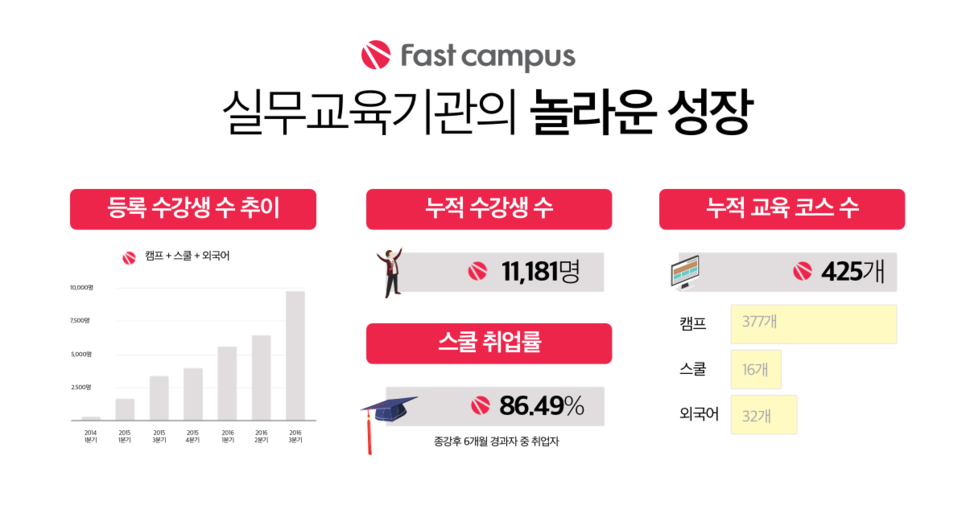 Fast campus
실무교육기관의 놀라운 성장
등록 수강생 수 추이
캠프 + 스쿨 + 외국어
10,000명
7,500명
5,000명
2,500명
2014 1분기
2015 1분기
2015 3분기
2015 4분기
2016 1분기
2016 2분기
2016 3분기
누적 수강생 수
11,181명
스쿨 취업률
86.49%
종강후 6개월 경과자 중 취업자
누적 교육 코스 수
425개
캠프 377개
스쿨 16개
외국어 32개